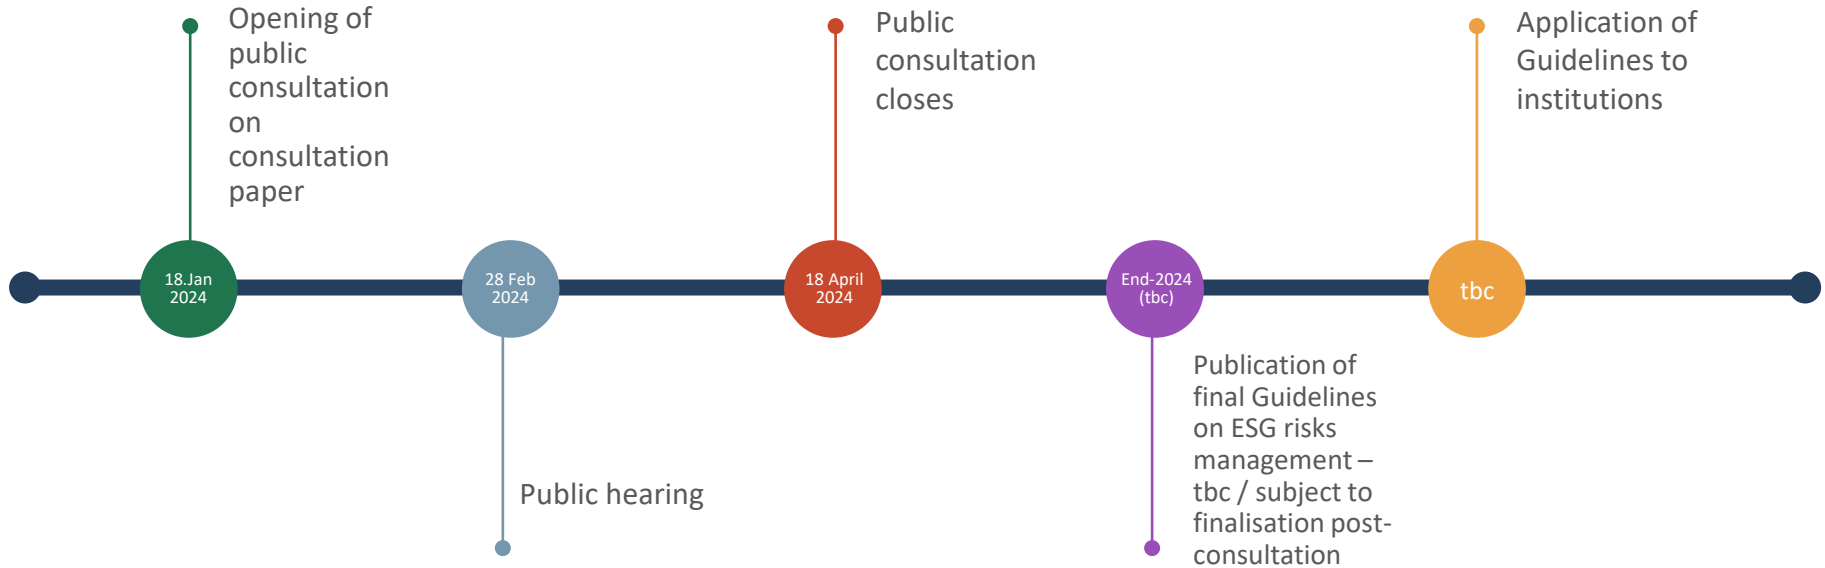 Opening of
public
consultation
on
consultation
paper
Public
consultation
closes
Application of
Guidelines to
institutions
18.Jan
2024
28 Feb
2024
18 April
2024
End-2024
(tbc)
tbc
Public hearing
Publication of
final Guidelines
on ESG risks
management –
tbc / subject to
finalisation post-
consultation